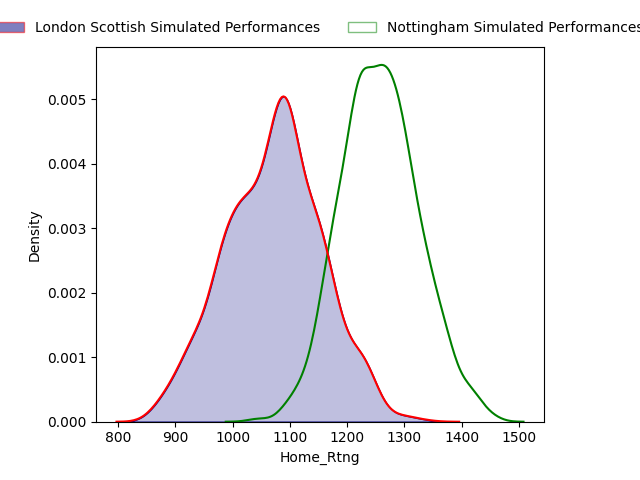 London Scottish Simulated Performances
Nottingham Simulated Performances
0.005
0.004
0.003
0.002
0.001
0.000
Density
800 900 1000 1100 1200 1300 1400 1500
Home_Rtng